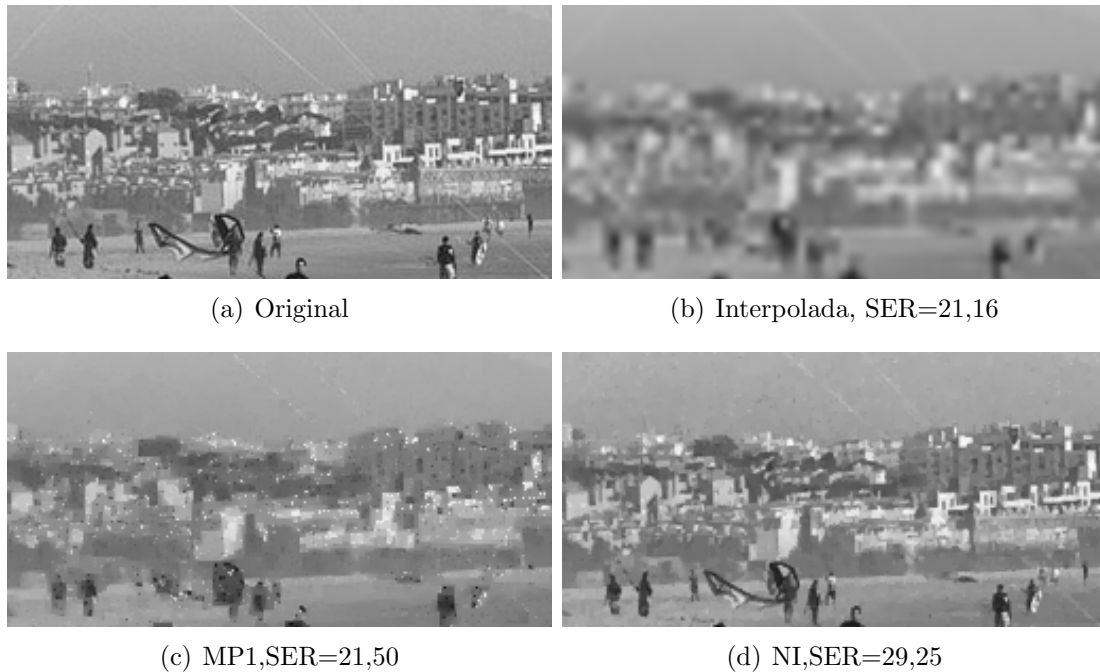 (a) Original
(b) Interpolada, SER=21,16
(c) MP1,SER=21,50
(d) NI,SER=29,25